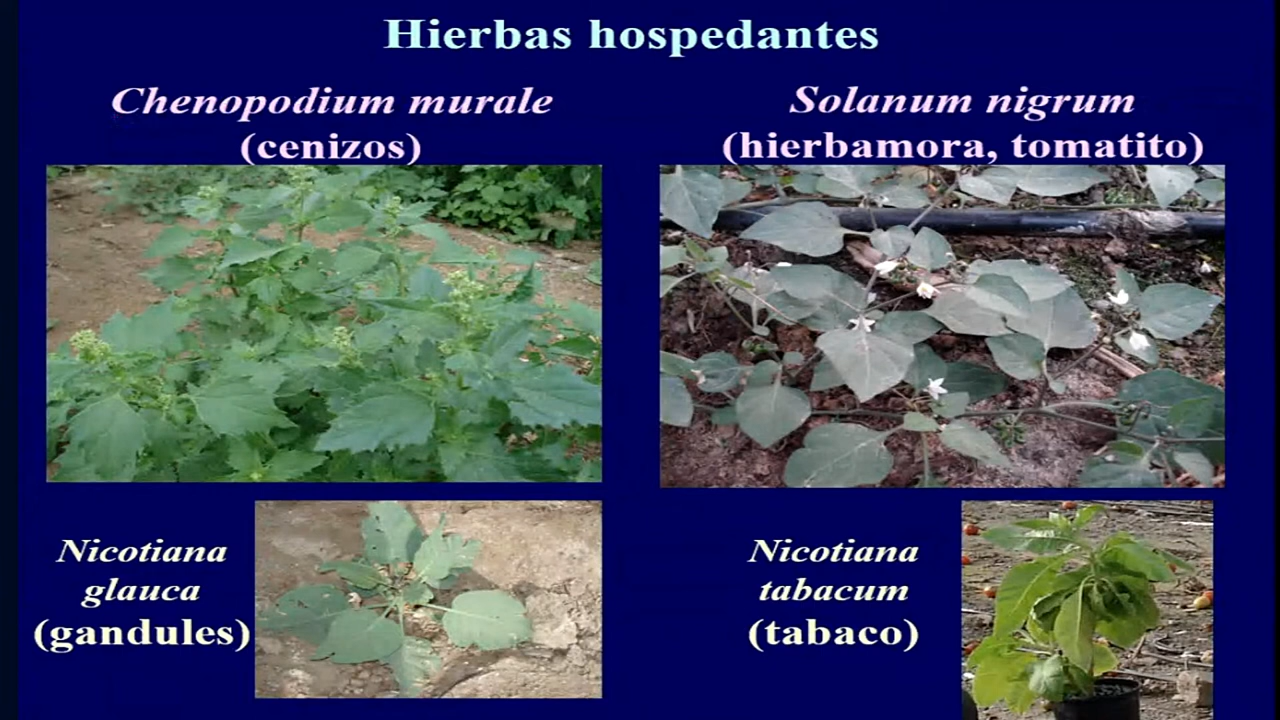 Hierbas hospedantes
Chenopodium murale
(cenizos)
Solanum nigrum
(hierbamora, tomatito)
Nicotiana
glauca
(gandules)
Nicotiana
tabacum
(tabaco)